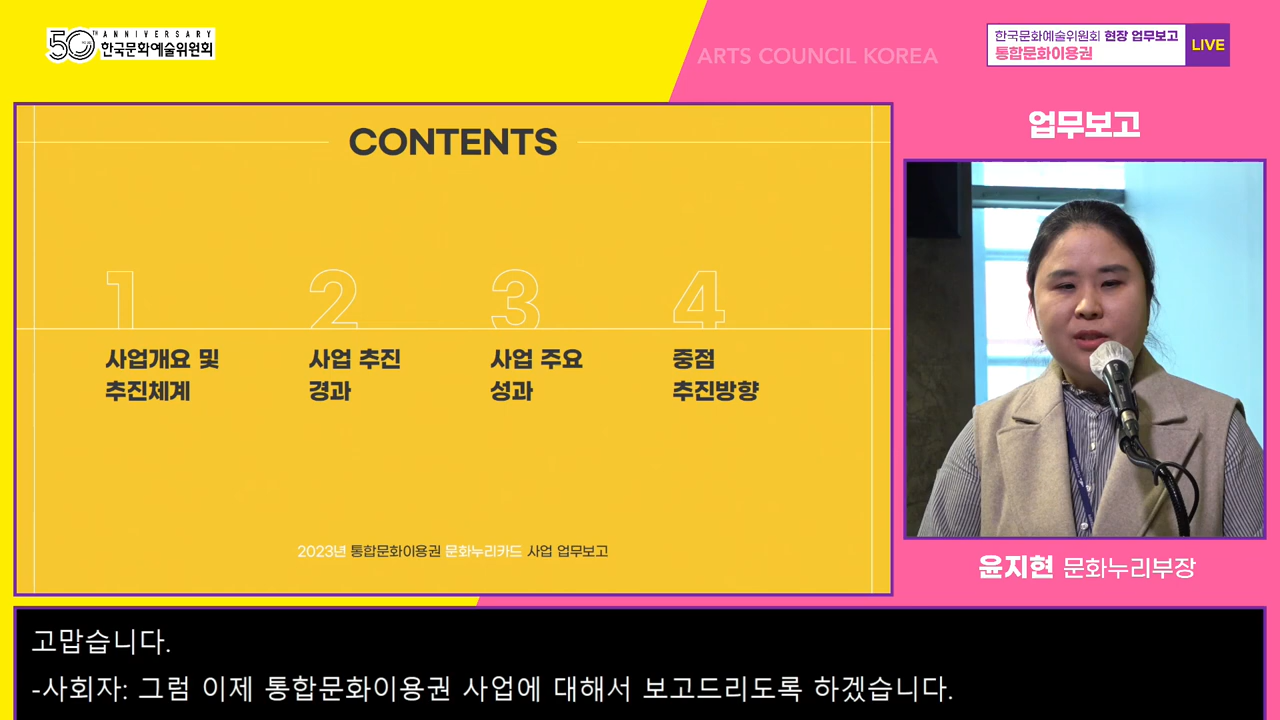 50TH ANNIVERSARY
한국문화예술위원회
ARTS COUNCIL KOREA
한국문화예술위원회 현장 업무보고
통합문화이용권
LIVE
CONTENTS
1
사업개요 및
추진체계
2
사업 추진
경과
3
사업 주요
성과
4
중점
추진방향
2023년 통합문화이용권 문화누리카드 사업 업무보고
업무보고
윤지현 문화누리부장
고맙습니다.
-사회자: 그럼 이제 통합문화이용권 사업에 대해서 보고드리도록 하겠습니다.